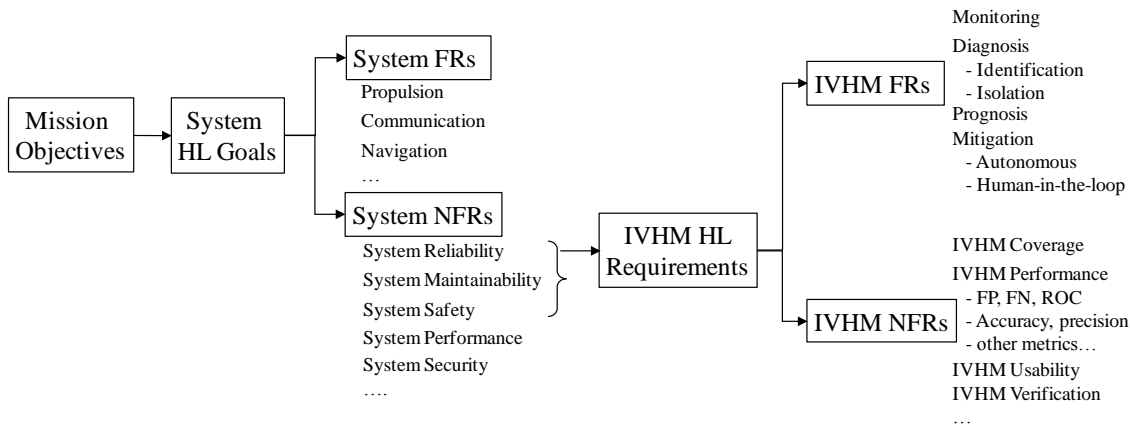 Mission
Objectives
System
HL Goals
System FRs
Propulsion
Communication
Navigation
…
System NFRs
System Reliability
System Maintainability
System Safety
System Performance
System Security
….
IVHM HL
Requirements
IVHM FRs
Monitoring
Diagnosis
- Identification
- Isolation
Prognosis
Mitigation
- Autonomous
- Human-in-the-loop
IVHM NFRs
IVHM Coverage
IVHM Performance
- FP, FN, ROC
- Accuracy, precision
- other metrics…
IVHM Usability
IVHM Verification
…